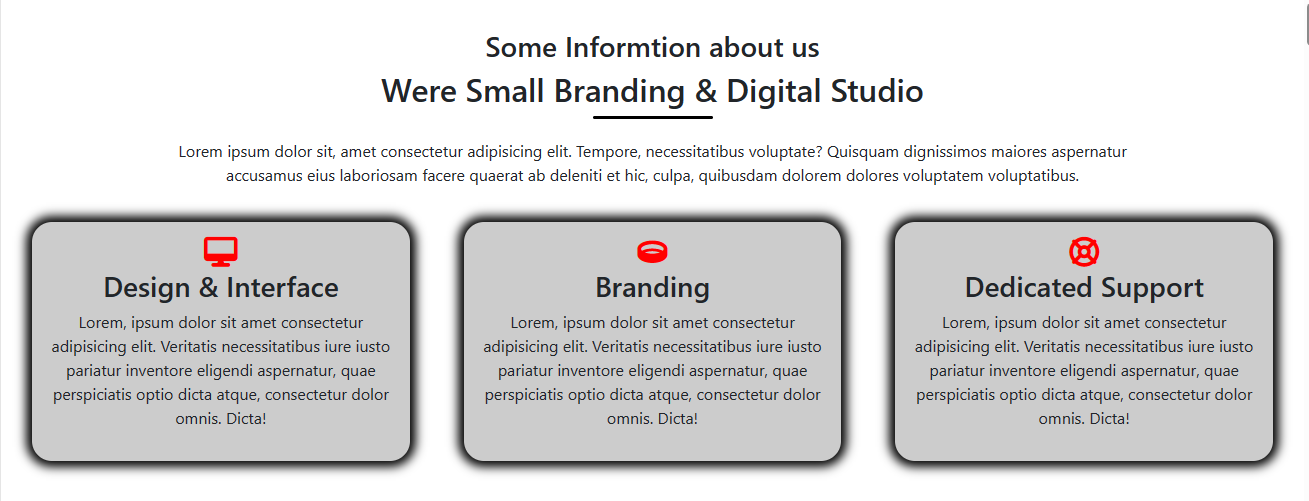 Some Informtion about us
Were Small Branding & Digital Studio
Lorem ipsum dolor sit, amet consectetur adipisicing elit. Tempore, necessitatibus voluptate? Quisquam dignissimos maiores aspernatur
accusamus eius laboriosam facere quaerat ab deleniti et hic, culpa, quibusdam dolorem dolores voluptatem voluptatibus.
Design & Interface
Lorem, ipsum dolor sit amet consectetur
adipisicing elit. Veritatis necessitatibus iure iusto
pariatur inventore eligendi aspernatur, quae
perspiciatis optio dicta atque, consectetur dolor
omnis. Dicta!
Branding
Lorem, ipsum dolor sit amet consectetur
adipisicing elit. Veritatis necessitatibus iure iusto
pariatur inventore eligendi aspernatur, quae
perspiciatis optio dicta atque, consectetur dolor
omnis. Dicta!
Dedicated Support
Lorem, ipsum dolor sit amet consectetur
adipisicing elit. Veritatis necessitatibus iure iusto
pariatur inventore eligendi aspernatur, quae
perspiciatis optio dicta atque, consectetur dolor
omnis. Dicta!